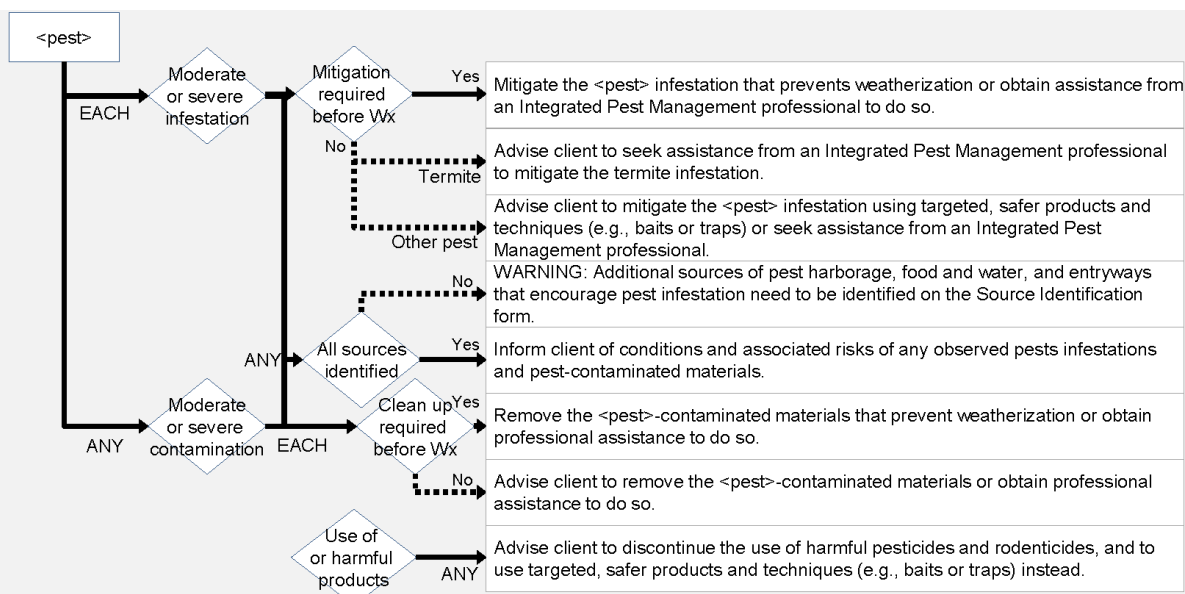 <pest>
EACH
Moderate
or severe
infestation
Mitigation
required
before Wx
Yes
Mitigate the <pest> infestation that prevents weatherization or obtain assistance from
an Integrated Pest Management professional to do so.
No
Termite
Advise client to seek assistance from an Integrated Pest Management professional
to mitigate the termite infestation.
Other pest
Advise client to mitigate the <pest> infestation using targeted, safer products and
techniques (e.g., baits or traps) or seek assistance from an Integrated Pest
Management professional.
No
WARNING: Additional sources of pest harborage, food and water, and entryways
that encourage pest infestation need to be identified on the Source Identification
form.
ANY
All sources
identified
Yes
Inform client of conditions and associated risks of any observed pests infestations
and pest-contaminated materials.
ANY
Moderate
or severe
contamination
EACH
Clean up
required
before Wx
Yes
Remove the <pest>-contaminated materials that prevent weatherization or obtain
professional assistance to do so.
No
Advise client to remove the <pest>-contaminated materials or obtain professional
assistance to do so.
Use of
or harmful
products
ANY
Advise client to discontinue the use of harmful pesticides and rodenticides, and to
use targeted, safer products and techniques (e.g., baits or traps) instead.